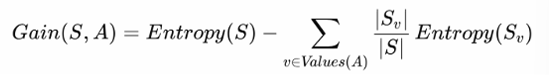 Gain(S, A) = Entropy(S) − ∑_{v∈Values(A)} |S_v| / |S| Entropy(S_v)